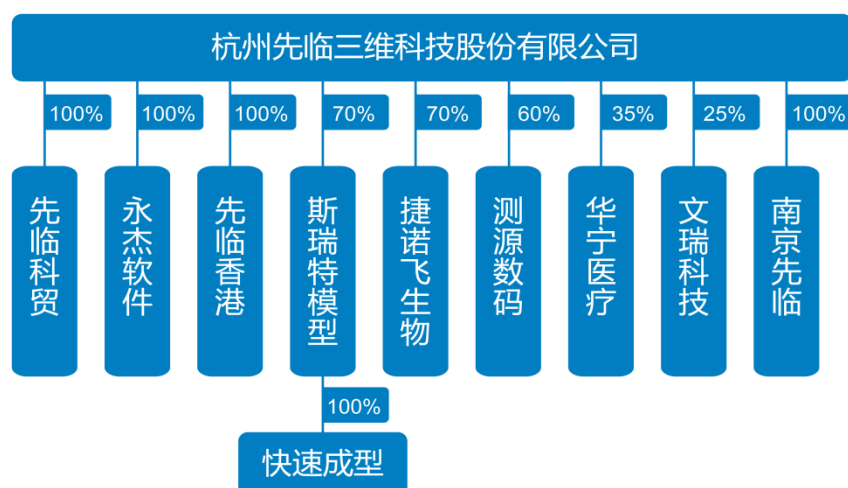 杭州先临三维科技股份有限公司
100% 100% 100% 70% 70% 60% 35% 25% 100%
先临科贸
永杰软件
先临香港
斯瑞特模型
捷诺飞生物
测源数码
华宁医疗
文瑞科技
南京先临
100%
快速成型